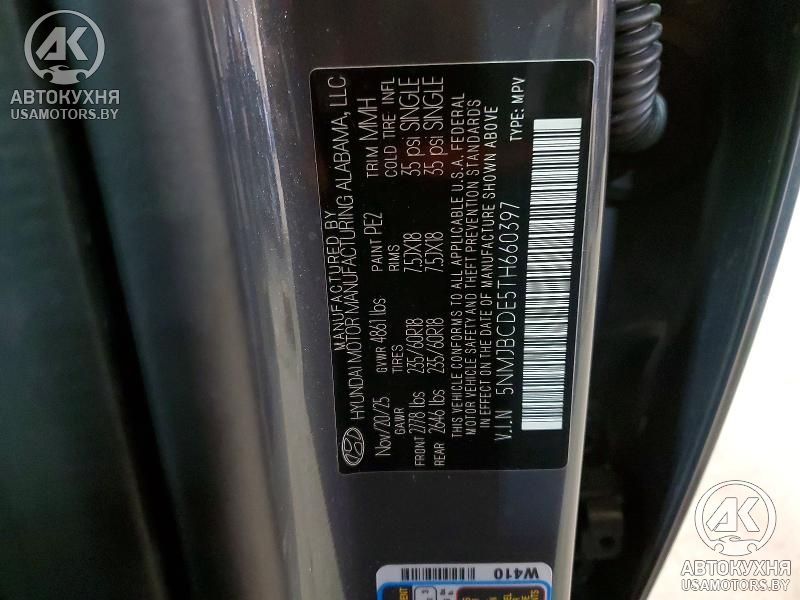 АВТОКУХНЯ
USAMOTORS.BY
MANUFACTURED BY
HYUNDAI MOTOR MANUFACTURING ALABAMA, LLC
Nov/20/25 GVWR 4861 lbs PAINT PE2 TRIM MMH
GAWR TIRES RIMS COLD TIRE INFL
FRONT 2778 lbs 235/60R18 7.5JX18 35 psi SINGLE
REAR 2646 lbs 235/60R18 7.5JX18 35 psi SINGLE
THIS VEHICLE CONFORMS TO ALL APPLICABLE U.S.A. FEDERAL
MOTOR VEHICLE SAFETY AND THEFT PREVENTION STANDARDS
IN EFFECT ON THE DATE OF MANUFACTURE SHOWN ABOVE
V.I.N 5NMJBCDE5TH660397 TYPE: MPV
W410
АВТОКУХНЯ
USAMOTORS.BY